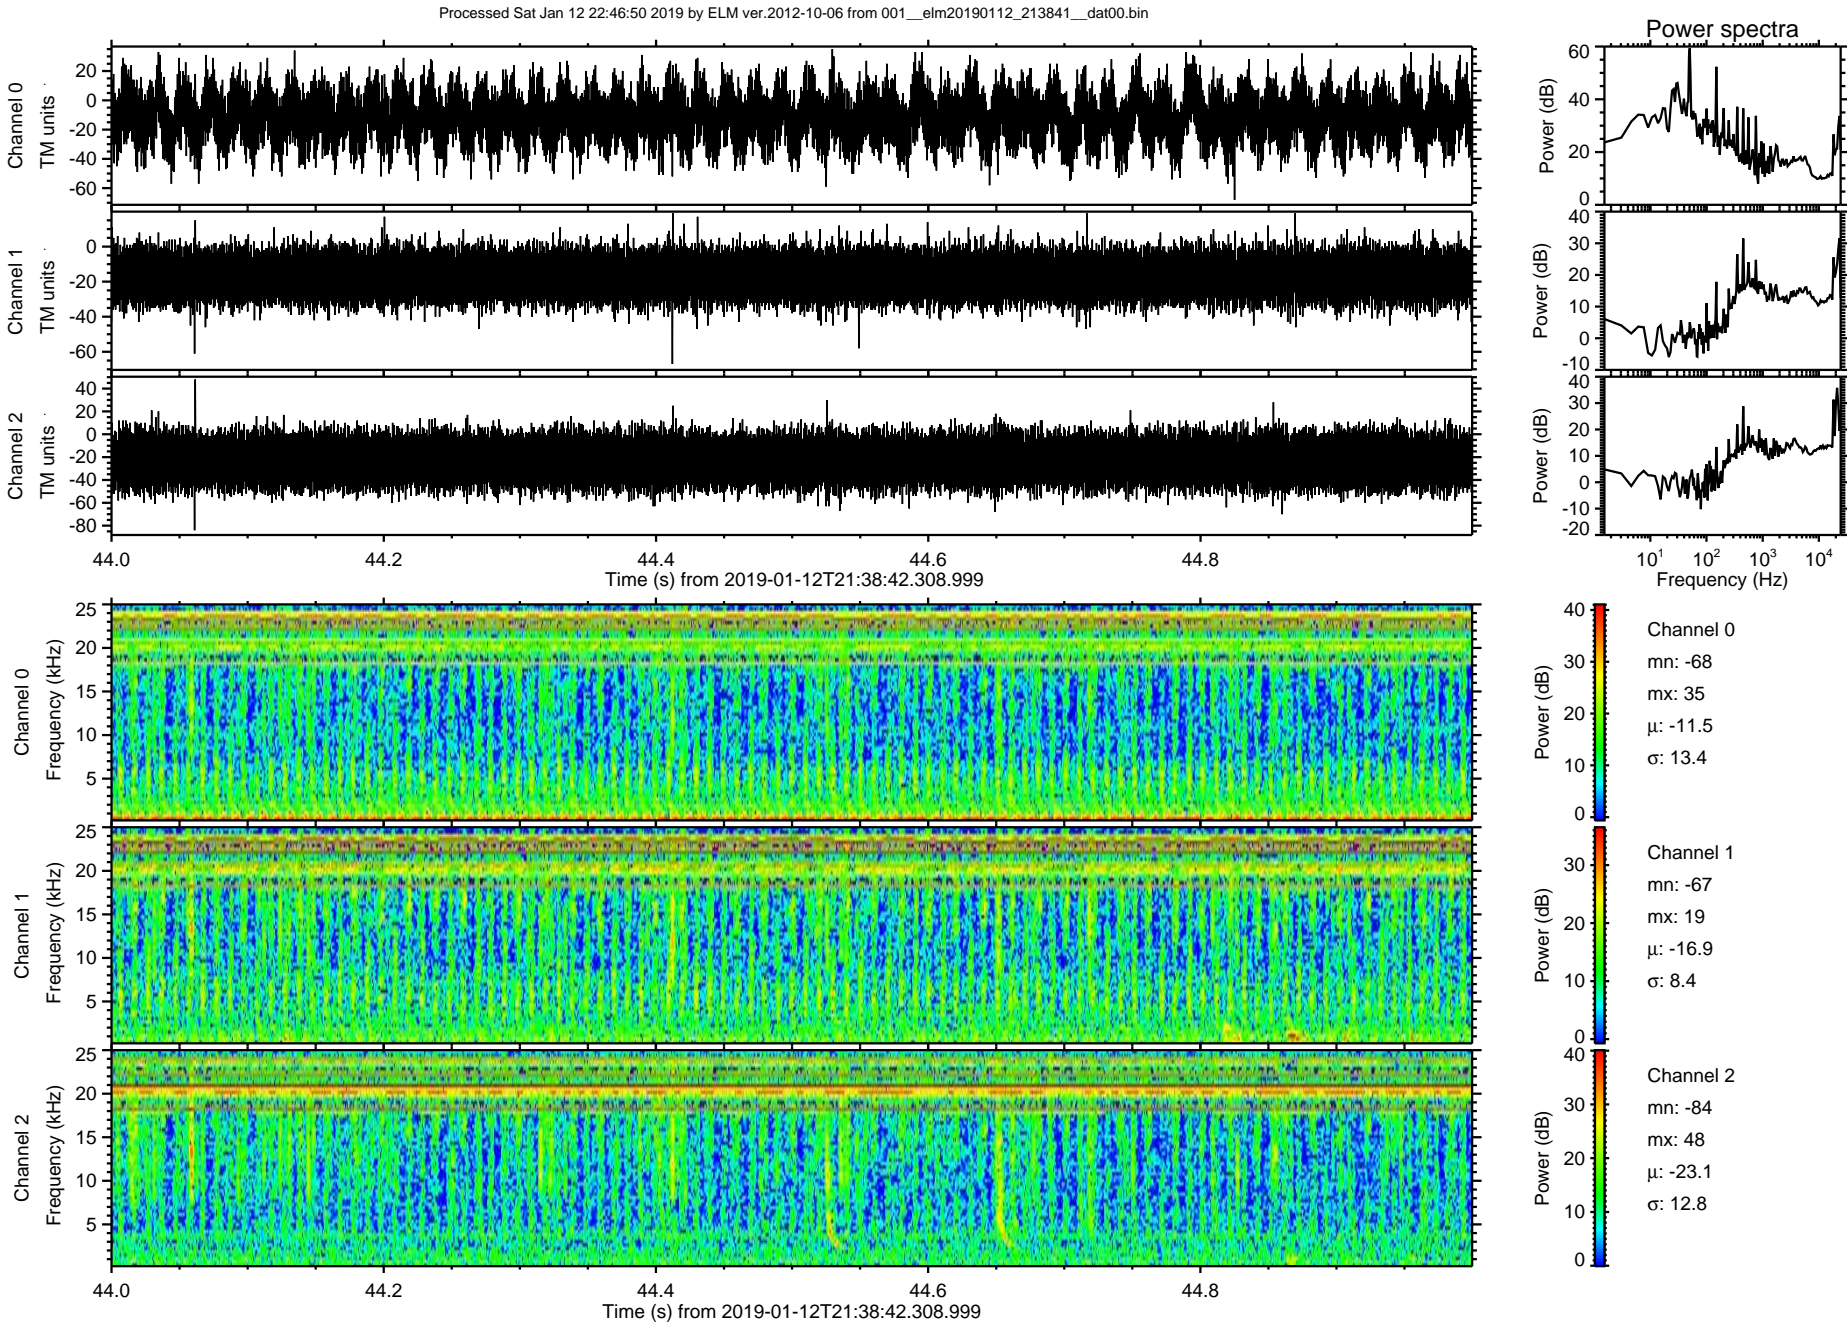 Processed Sat Jan 12 22:46:50 2019 by ELM ver.2012-10-06 from 001__elm20190112_213841__dat00.bin
Power spectra
Channel 0
TM units
20
0
-20
-40
-60
Power (dB)
60
40
20
0
Channel 1
TM units
0
-20
-40
-60
Power (dB)
40
30
20
10
0
-10
Channel 2
TM units
40
20
0
-20
-40
-60
-80
Power (dB)
40
30
20
10
0
-10
-20
44.0 44.2 44.4 44.6 44.8
Time (s) from 2019-01-12T21:38:42.308.999
10^1 10^2 10^3 10^4
Frequency (Hz)
Channel 0
Frequency (kHz)
25
20
15
10
5
Power (dB)
40
30
20
10
0
Channel 0
mn: -68
mx: 35
μ: -11.5
σ: 13.4
Channel 1
Frequency (kHz)
25
20
15
10
5
Power (dB)
30
20
10
0
Channel 1
mn: -67
mx: 19
μ: -16.9
σ: 8.4
Channel 2
Frequency (kHz)
25
20
15
10
5
Power (dB)
40
30
20
10
0
Channel 2
mn: -84
mx: 48
μ: -23.1
σ: 12.8
44.0 44.2 44.4 44.6 44.8
Time (s) from 2019-01-12T21:38:42.308.999